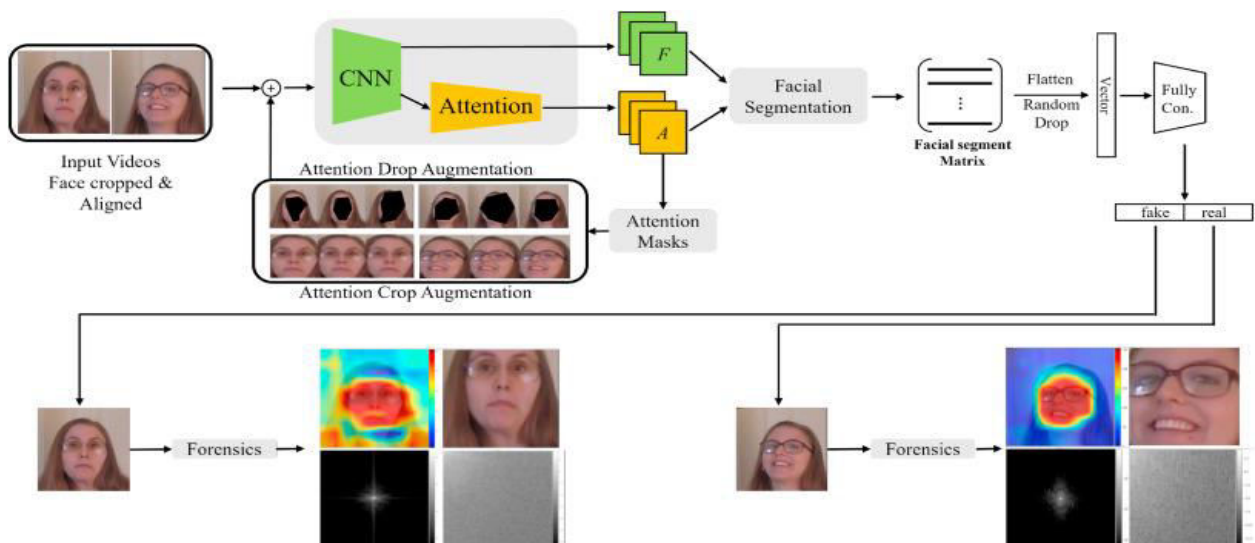 Input Videos
Face cropped &
Aligned
+
CNN
Attention
F
A
Facial
Segmentation
⋮
Facial segment
Matrix
Flatten
Random
Drop
Vector
Fully
Con.
fake real
Attention Drop Augmentation
Attention Crop Augmentation
Attention
Masks
Forensics
Forensics